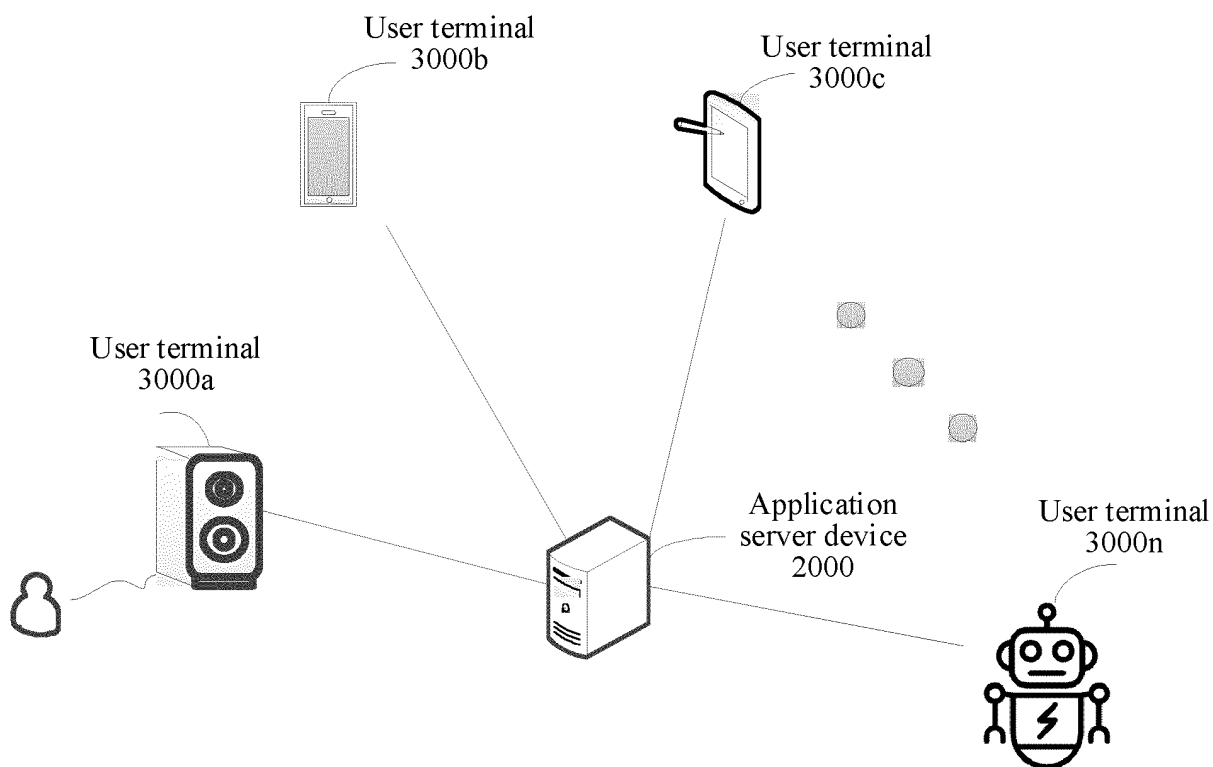 User terminal
3000b
User terminal
3000c
User terminal
3000a
Application
server device
2000
User terminal
3000n